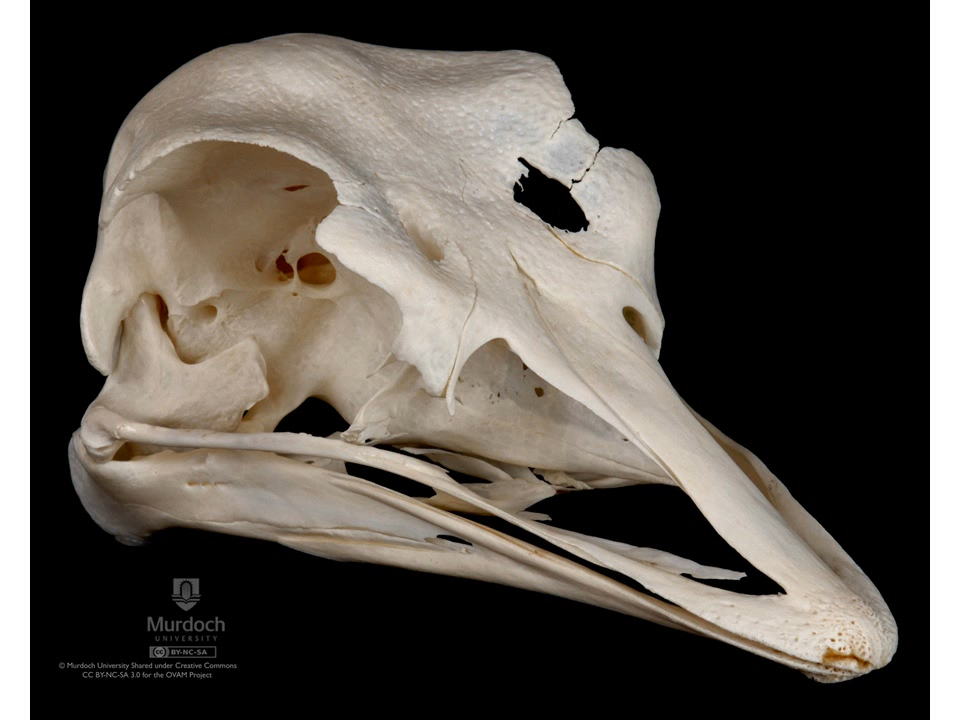 Murdoch
UNIVERSITY
cc BY-NC-SA
© Murdoch University Shared under Creative Commons
CC BY-NC-SA 3.0 for the OVAM Project